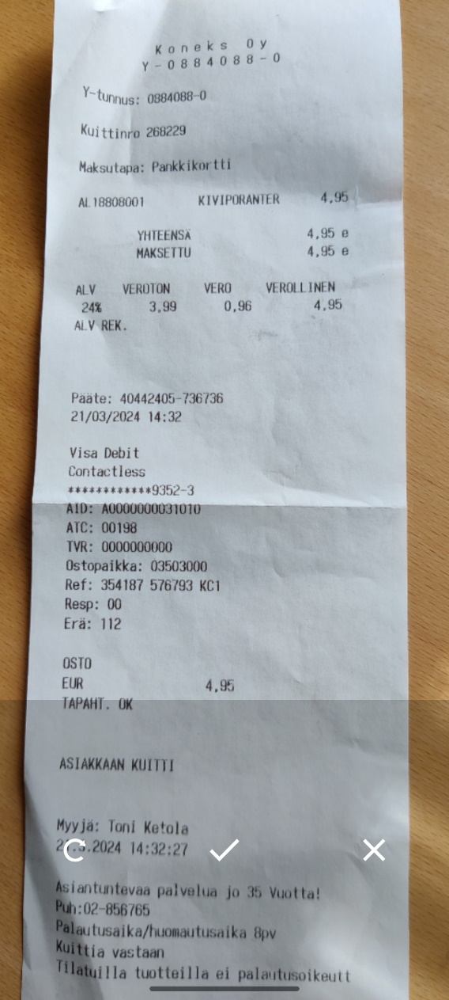 Koneks Oy
Y-0884088-0
Y-tunnus: 0884088-0
Kuittinro 268229
Maksutapa: Pankkikortti
AL18808001 KIVIPORANTER 4,95
YHTEENSÄ 4,95 e
MAKSETTU 4,95 e
ALV VEROTON VERO VEROLLINEN
24% 3,99 0,96 4,95
ALV REK.
Pääte: 40442405-736736
21/03/2024 14:32
Visa Debit
Contactless
************9352-3
AID: A0000000031010
ATC: 00198
TVR: 0000000000
Ostopaikka: 03503000
Ref: 354187 576793 KC1
Resp: 00
Erä: 112
OSTO
EUR 4,95
TAPAHT. OK
ASIAKKAAN KUITTI
Myyjä: Toni Ketola
14:32:27
Asiantuntevaa palvelua jo 35 Vuotta!
Puh:02-856765
Palautusaika/huomautusaika 8pv
Kuittia vastaan
Tilatuilla tuotteilla ei palautusoikeutt